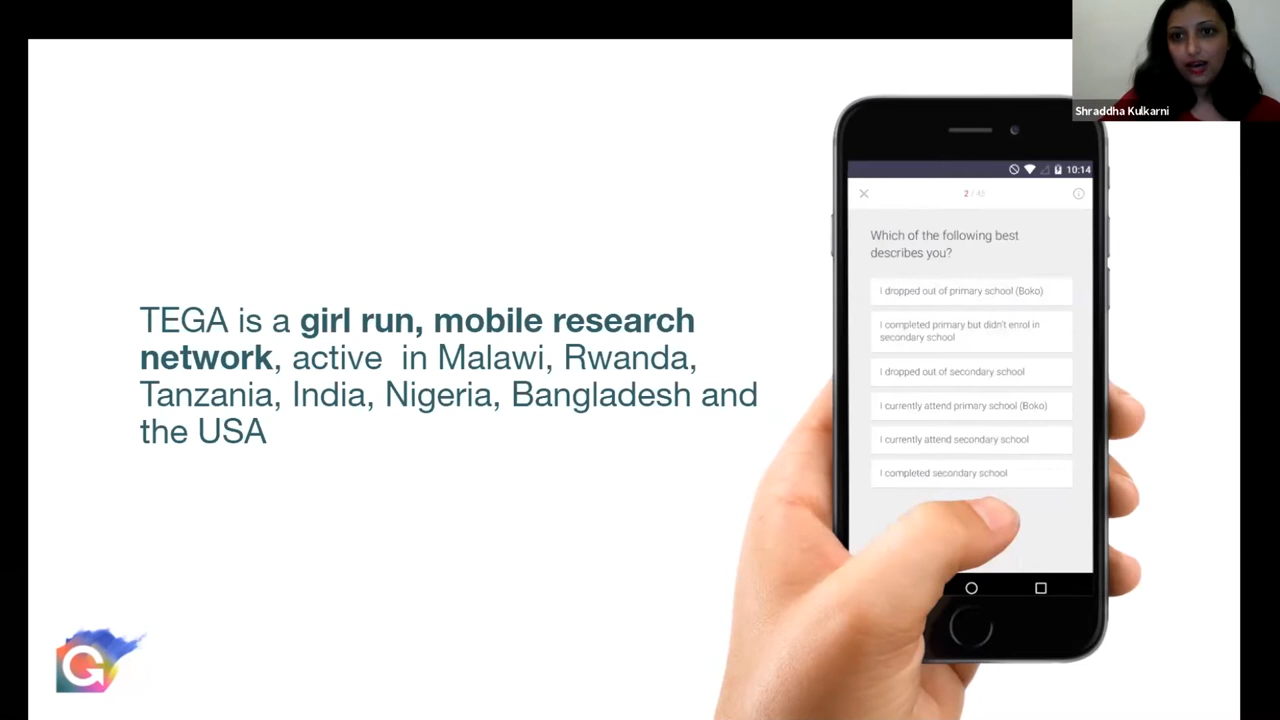 Shraddha Kulkarni
TEGA is a girl run, mobile research
network, active in Malawi, Rwanda,
Tanzania, India, Nigeria, Bangladesh and
the USA
10:14
2 / 40
Which of the following best
describes you?
I dropped out of primary school (Boko)
I completed primary but didn't enrol in
secondary school
I dropped out of secondary school
I currently attend primary school (Boko)
I currently attend secondary school
I completed secondary school
G